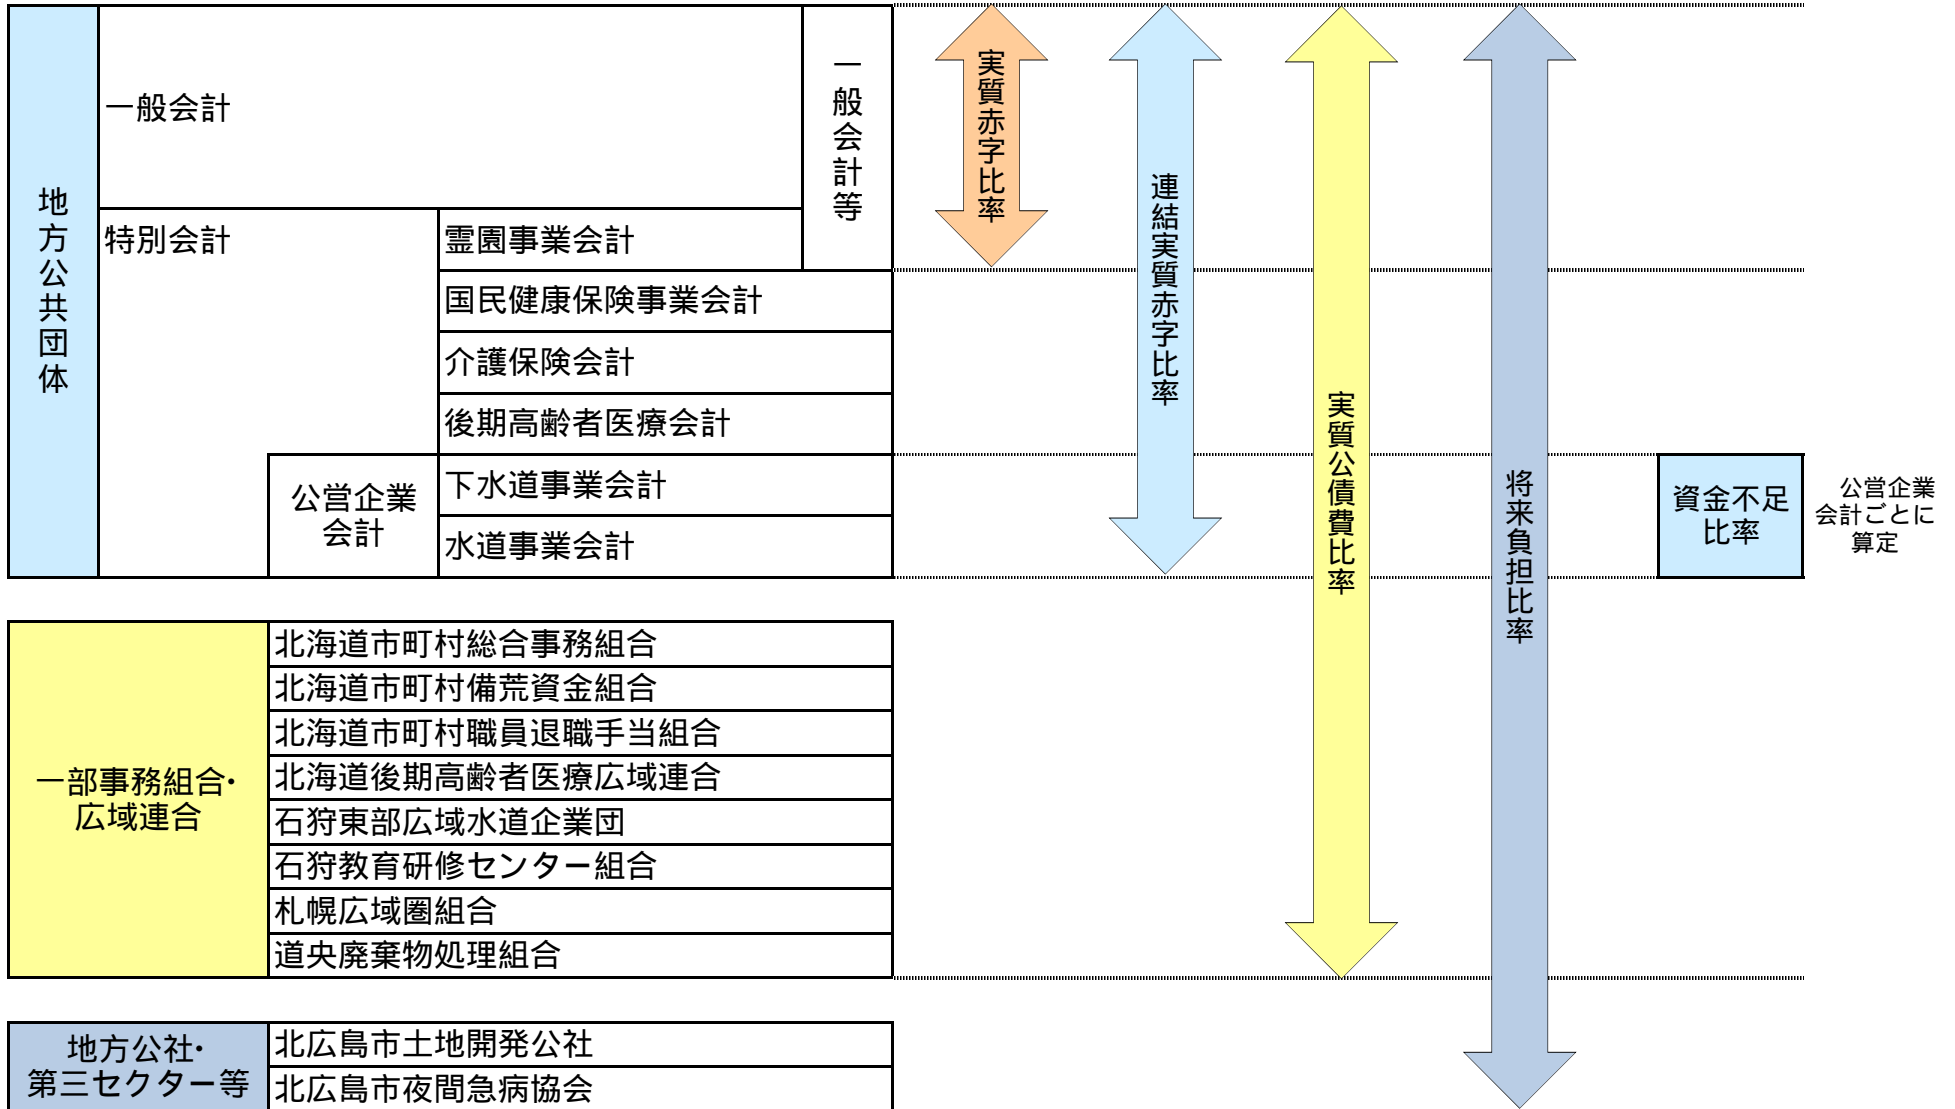 地方公共団体
一般会計
一般会計等
特別会計
霊園事業会計
国民健康保険事業会計
介護保険会計
後期高齢者医療会計
公営企業
会計
下水道事業会計
水道事業会計
実質赤字比率
連結実質赤字比率
実質公債費比率
将来負担比率
資金不足
比率
公営企業
会計ごとに
算定
一部事務組合・
広域連合
北海道市町村総合事務組合
北海道市町村備荒資金組合
北海道市町村職員退職手当組合
北海道後期高齢者医療広域連合
石狩東部広域水道企業団
石狩教育研修センター組合
札幌広域圏組合
道央廃棄物処理組合
地方公社・
第三セクター等
北広島市土地開発公社
北広島市夜間急病協会